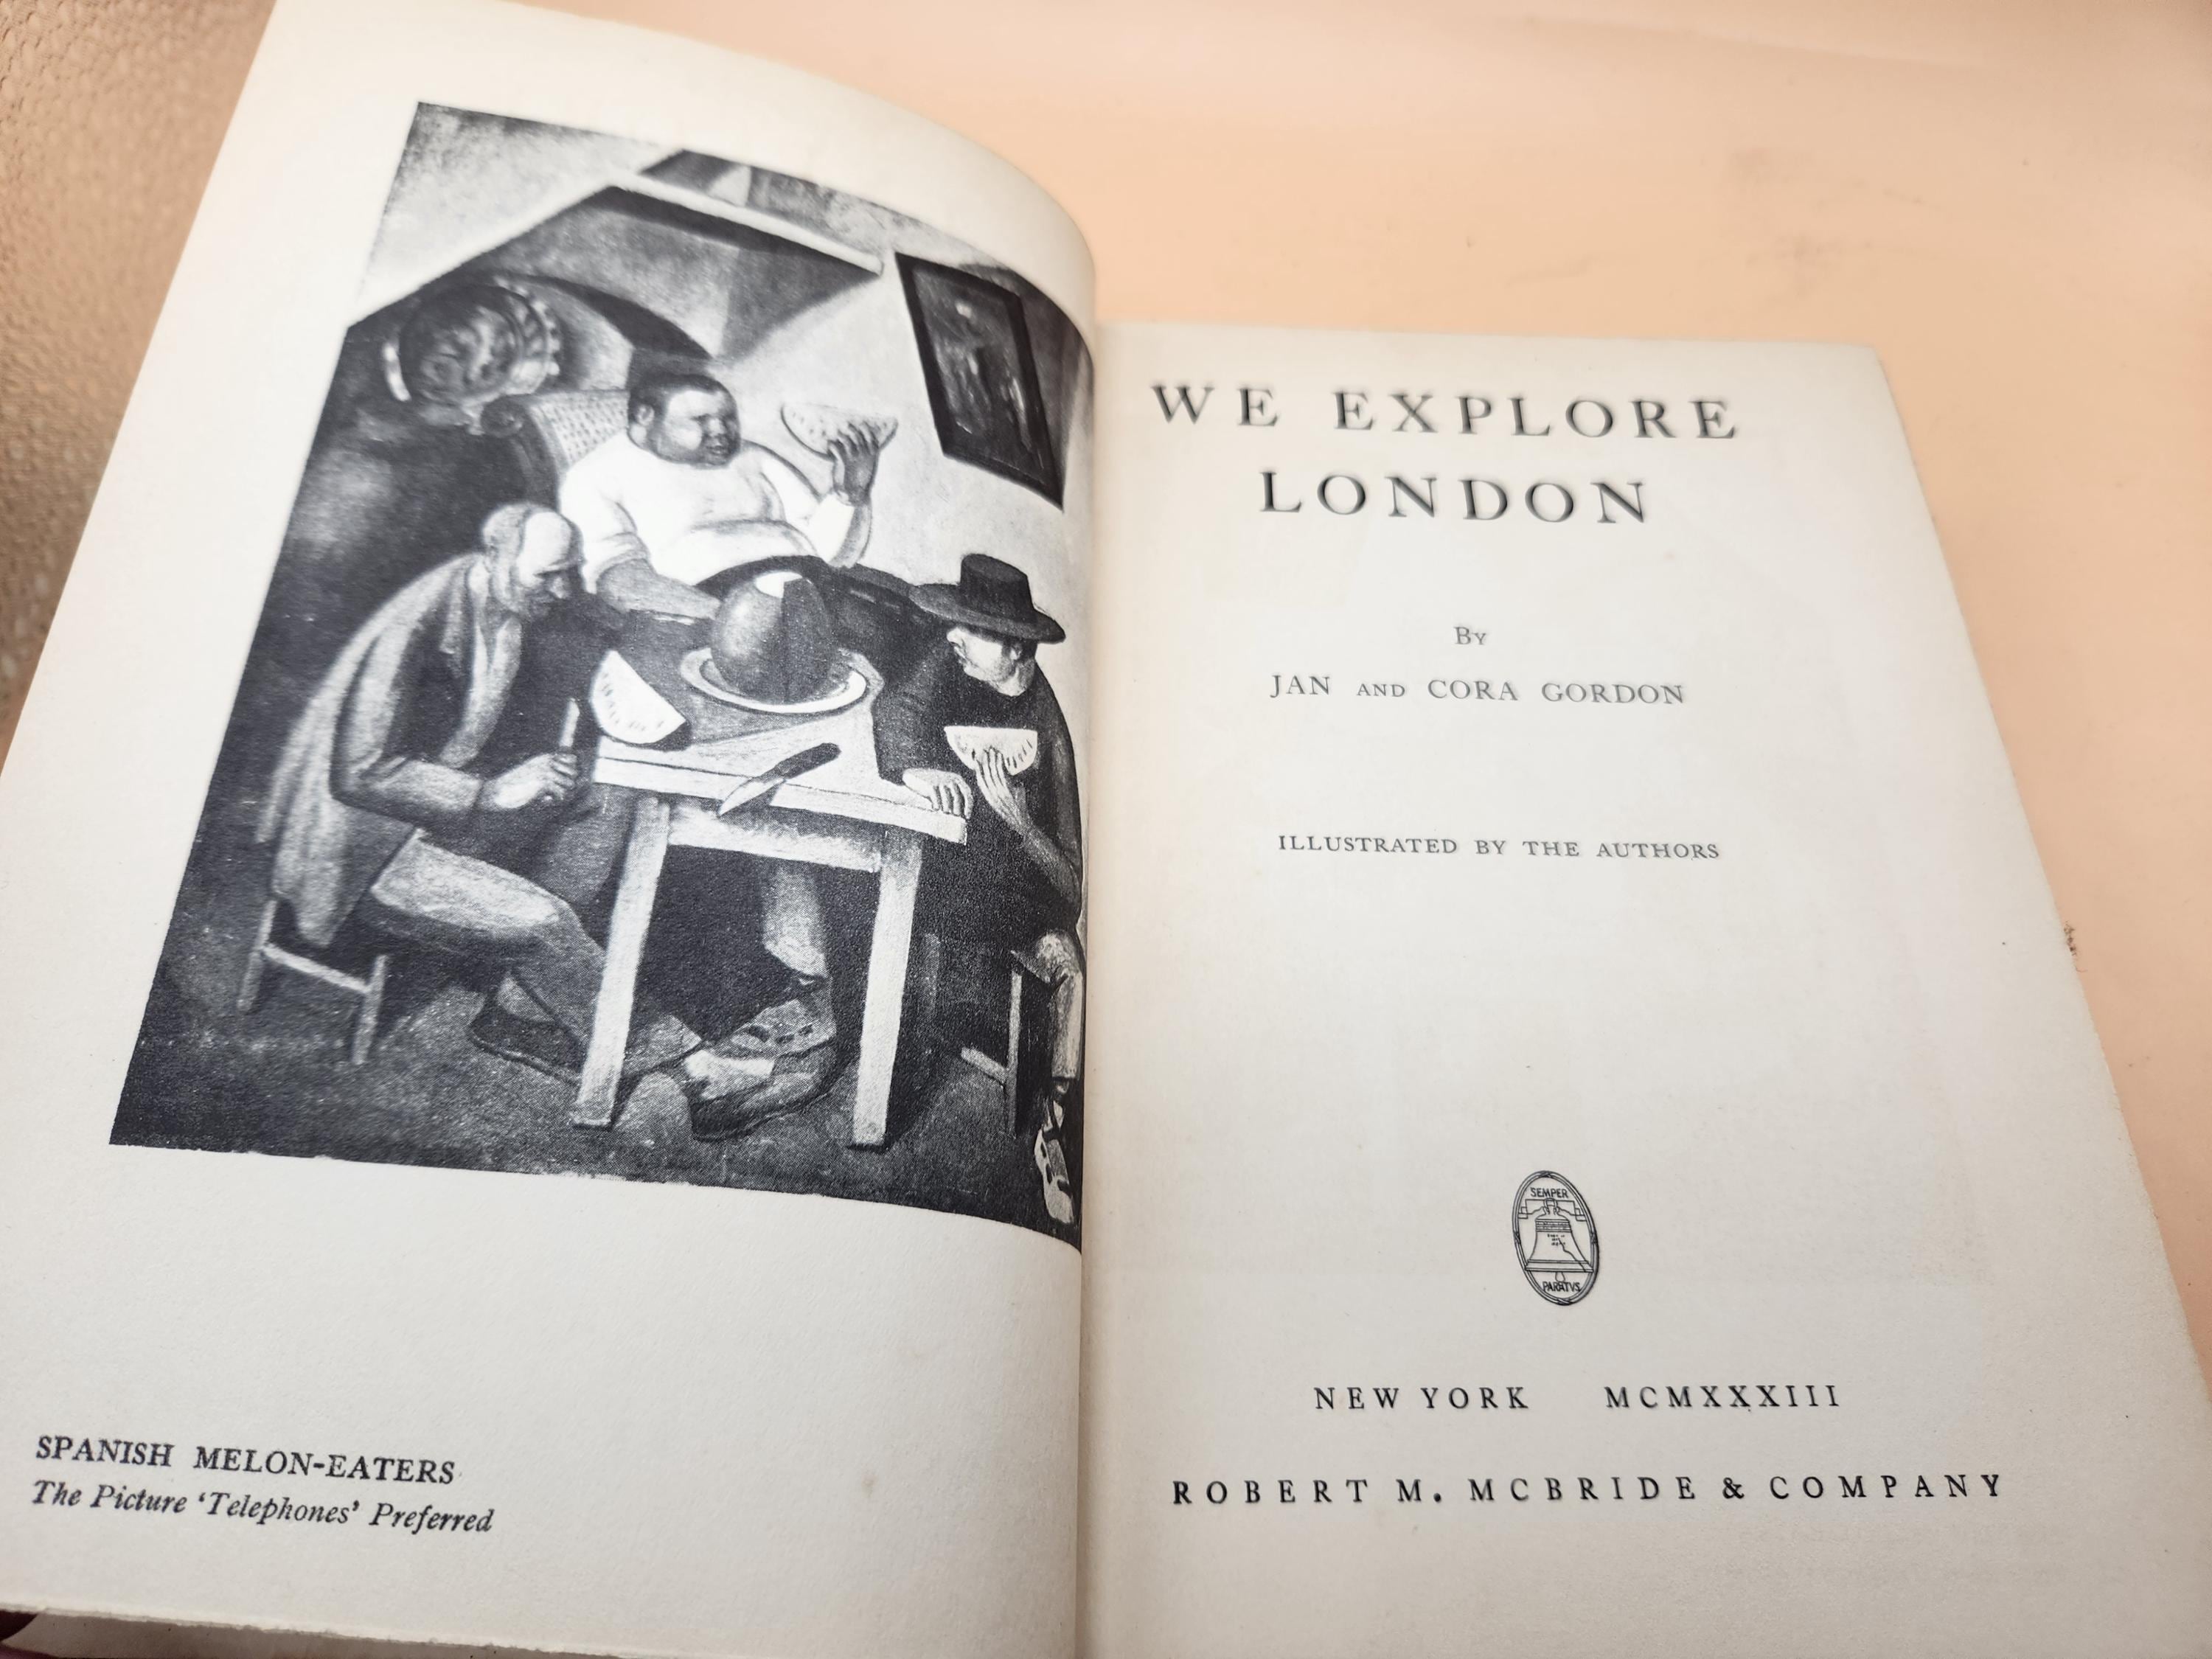 SPANISH MELON-EATERS
The Picture ‘Telephones’ Preferred
WE EXPLORE
LONDON
By
JAN AND CORA GORDON
ILLUSTRATED BY THE AUTHORS
SEMPER
PARATVS
NEW YORK MCMXXXIII
ROBERT M. MCBRIDE & COMPANY